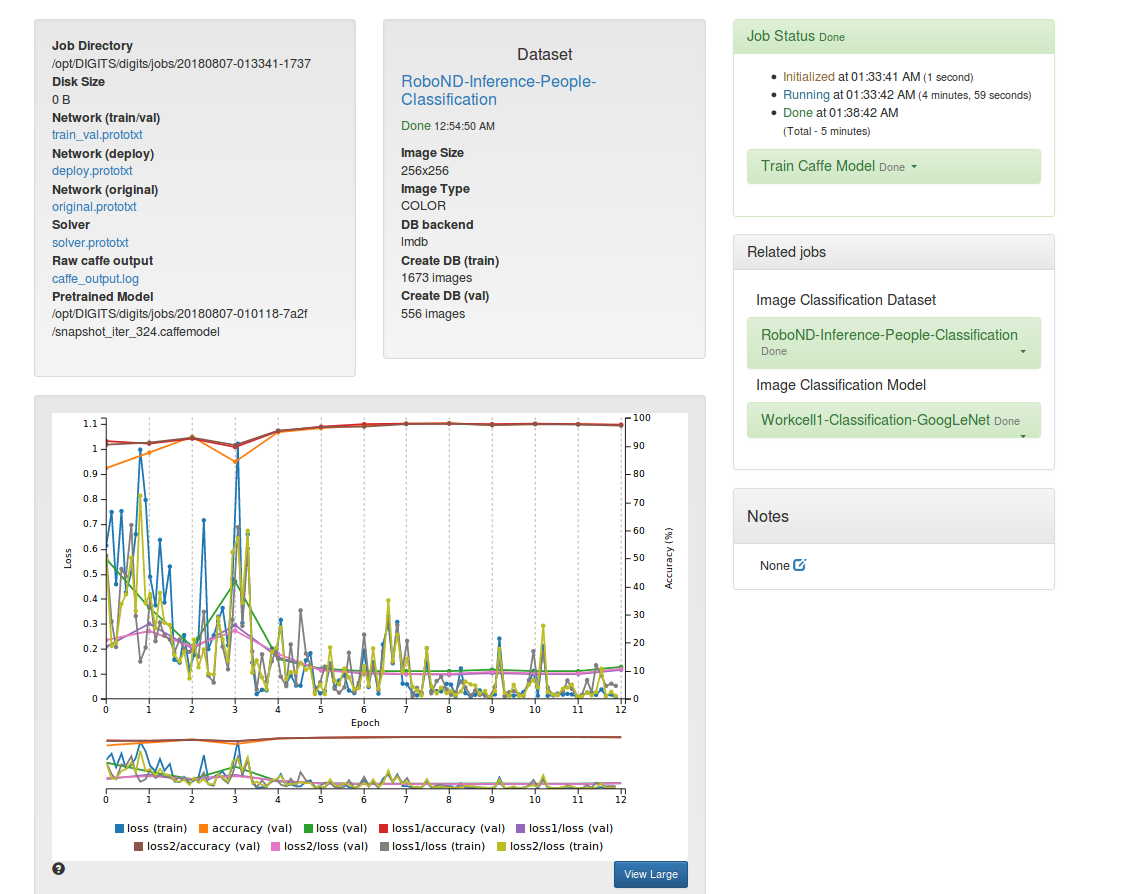 Job Directory
/opt/DIGITS/digits/jobs/20180807-013341-1737
Disk Size
0 B
Network (train/val)
train_val.prototxt
Network (deploy)
deploy.prototxt
Network (original)
original.prototxt
Solver
solver.prototxt
Raw caffe output
caffe_output.log
Pretrained Model
/opt/DIGITS/digits/jobs/20180807-010118-7a2f
/snapshot_iter_324.caffemodel
Dataset
RoboND-Inference-People-
Classification
Done 12:54:50 AM
Image Size
256x256
Image Type
COLOR
DB backend
lmdb
Create DB (train)
1673 images
Create DB (val)
556 images
Job Status Done
Initialized at 01:33:41 AM (1 second)
Running at 01:33:42 AM (4 minutes, 59 seconds)
Done at 01:38:42 AM
(Total - 5 minutes)
Train Caffe Model Done
Related jobs
Image Classification Dataset
RoboND-Inference-People-Classification
Done
Image Classification Model
Workcell1-Classification-GoogLeNet Done
Notes
None
1.1
1
0.9
0.8
0.7
0.6
0.5
0.4
0.3
0.2
0.1
0
Loss
100
90
80
70
60
50
40
30
20
10
0
Accuracy (%)
0 1 2 3 4 5 6 7 8 9 10 11 12
Epoch
0 1 2 3 4 5 6 7 8 9 10 11 12
loss (train) accuracy (val) loss (val) loss1/accuracy (val) loss1/loss (val)
loss2/accuracy (val) loss2/loss (val) loss1/loss (train) loss2/loss (train)
?
View Large